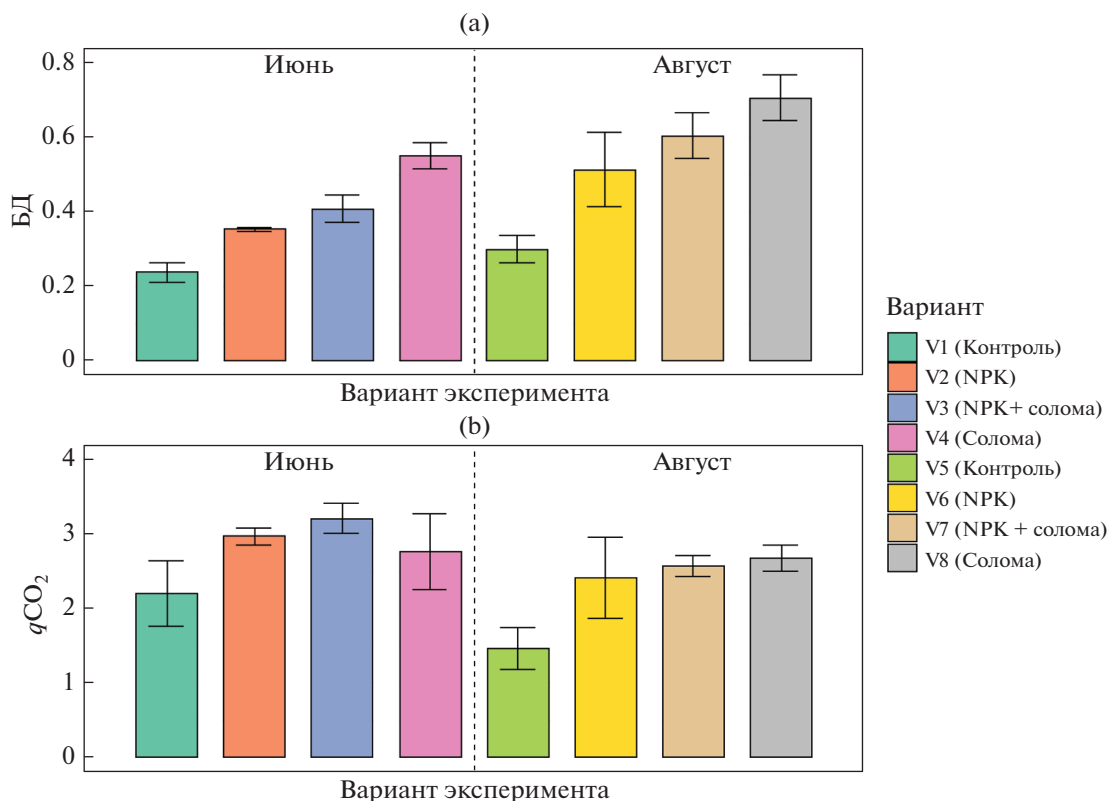 (a)
Июнь
Август
0.8
0.6
0.4
0.2
0
БД
Вариант эксперимента
(b)
Июнь
Август
4
3
2
1
0
qCO₂
Вариант эксперимента
Вариант
V1 (Контроль)
V2 (NPK)
V3 (NPK+ солома)
V4 (Солома)
V5 (Контроль)
V6 (NPK)
V7 (NPK + солома)
V8 (Солома)